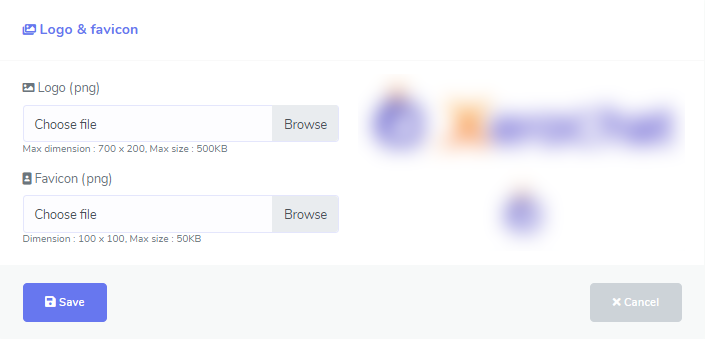 Logo & favicon
Logo (png)
Choose file Browse
Max dimension : 700 x 200, Max size : 500KB
Favicon (png)
Choose file Browse
Dimension : 100 x 100, Max size : 50KB
Save Cancel